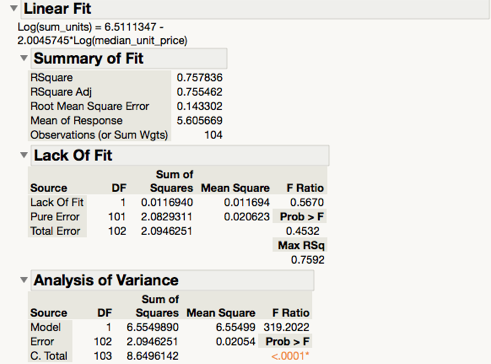 Linear Fit
Log(sum_units) = 6.5111347 -
2.0045745*Log(median_unit_price)
Summary of Fit
RSquare 0.757836
RSquare Adj 0.755462
Root Mean Square Error 0.143302
Mean of Response 5.605669
Observations (or Sum Wgts) 104
Lack Of Fit
Sum of
Source DF Squares Mean Square F Ratio
Lack Of Fit 1 0.0116940 0.011694 0.5670
Pure Error 101 2.0829311 0.020623 Prob > F
Total Error 102 2.0946251 0.4532
Max RSq
0.7592
Analysis of Variance
Sum of
Source DF Squares Mean Square F Ratio
Model 1 6.5549890 6.55499 319.2022
Error 102 2.0946251 0.02054 Prob > F
C. Total 103 8.6496142 <.0001*